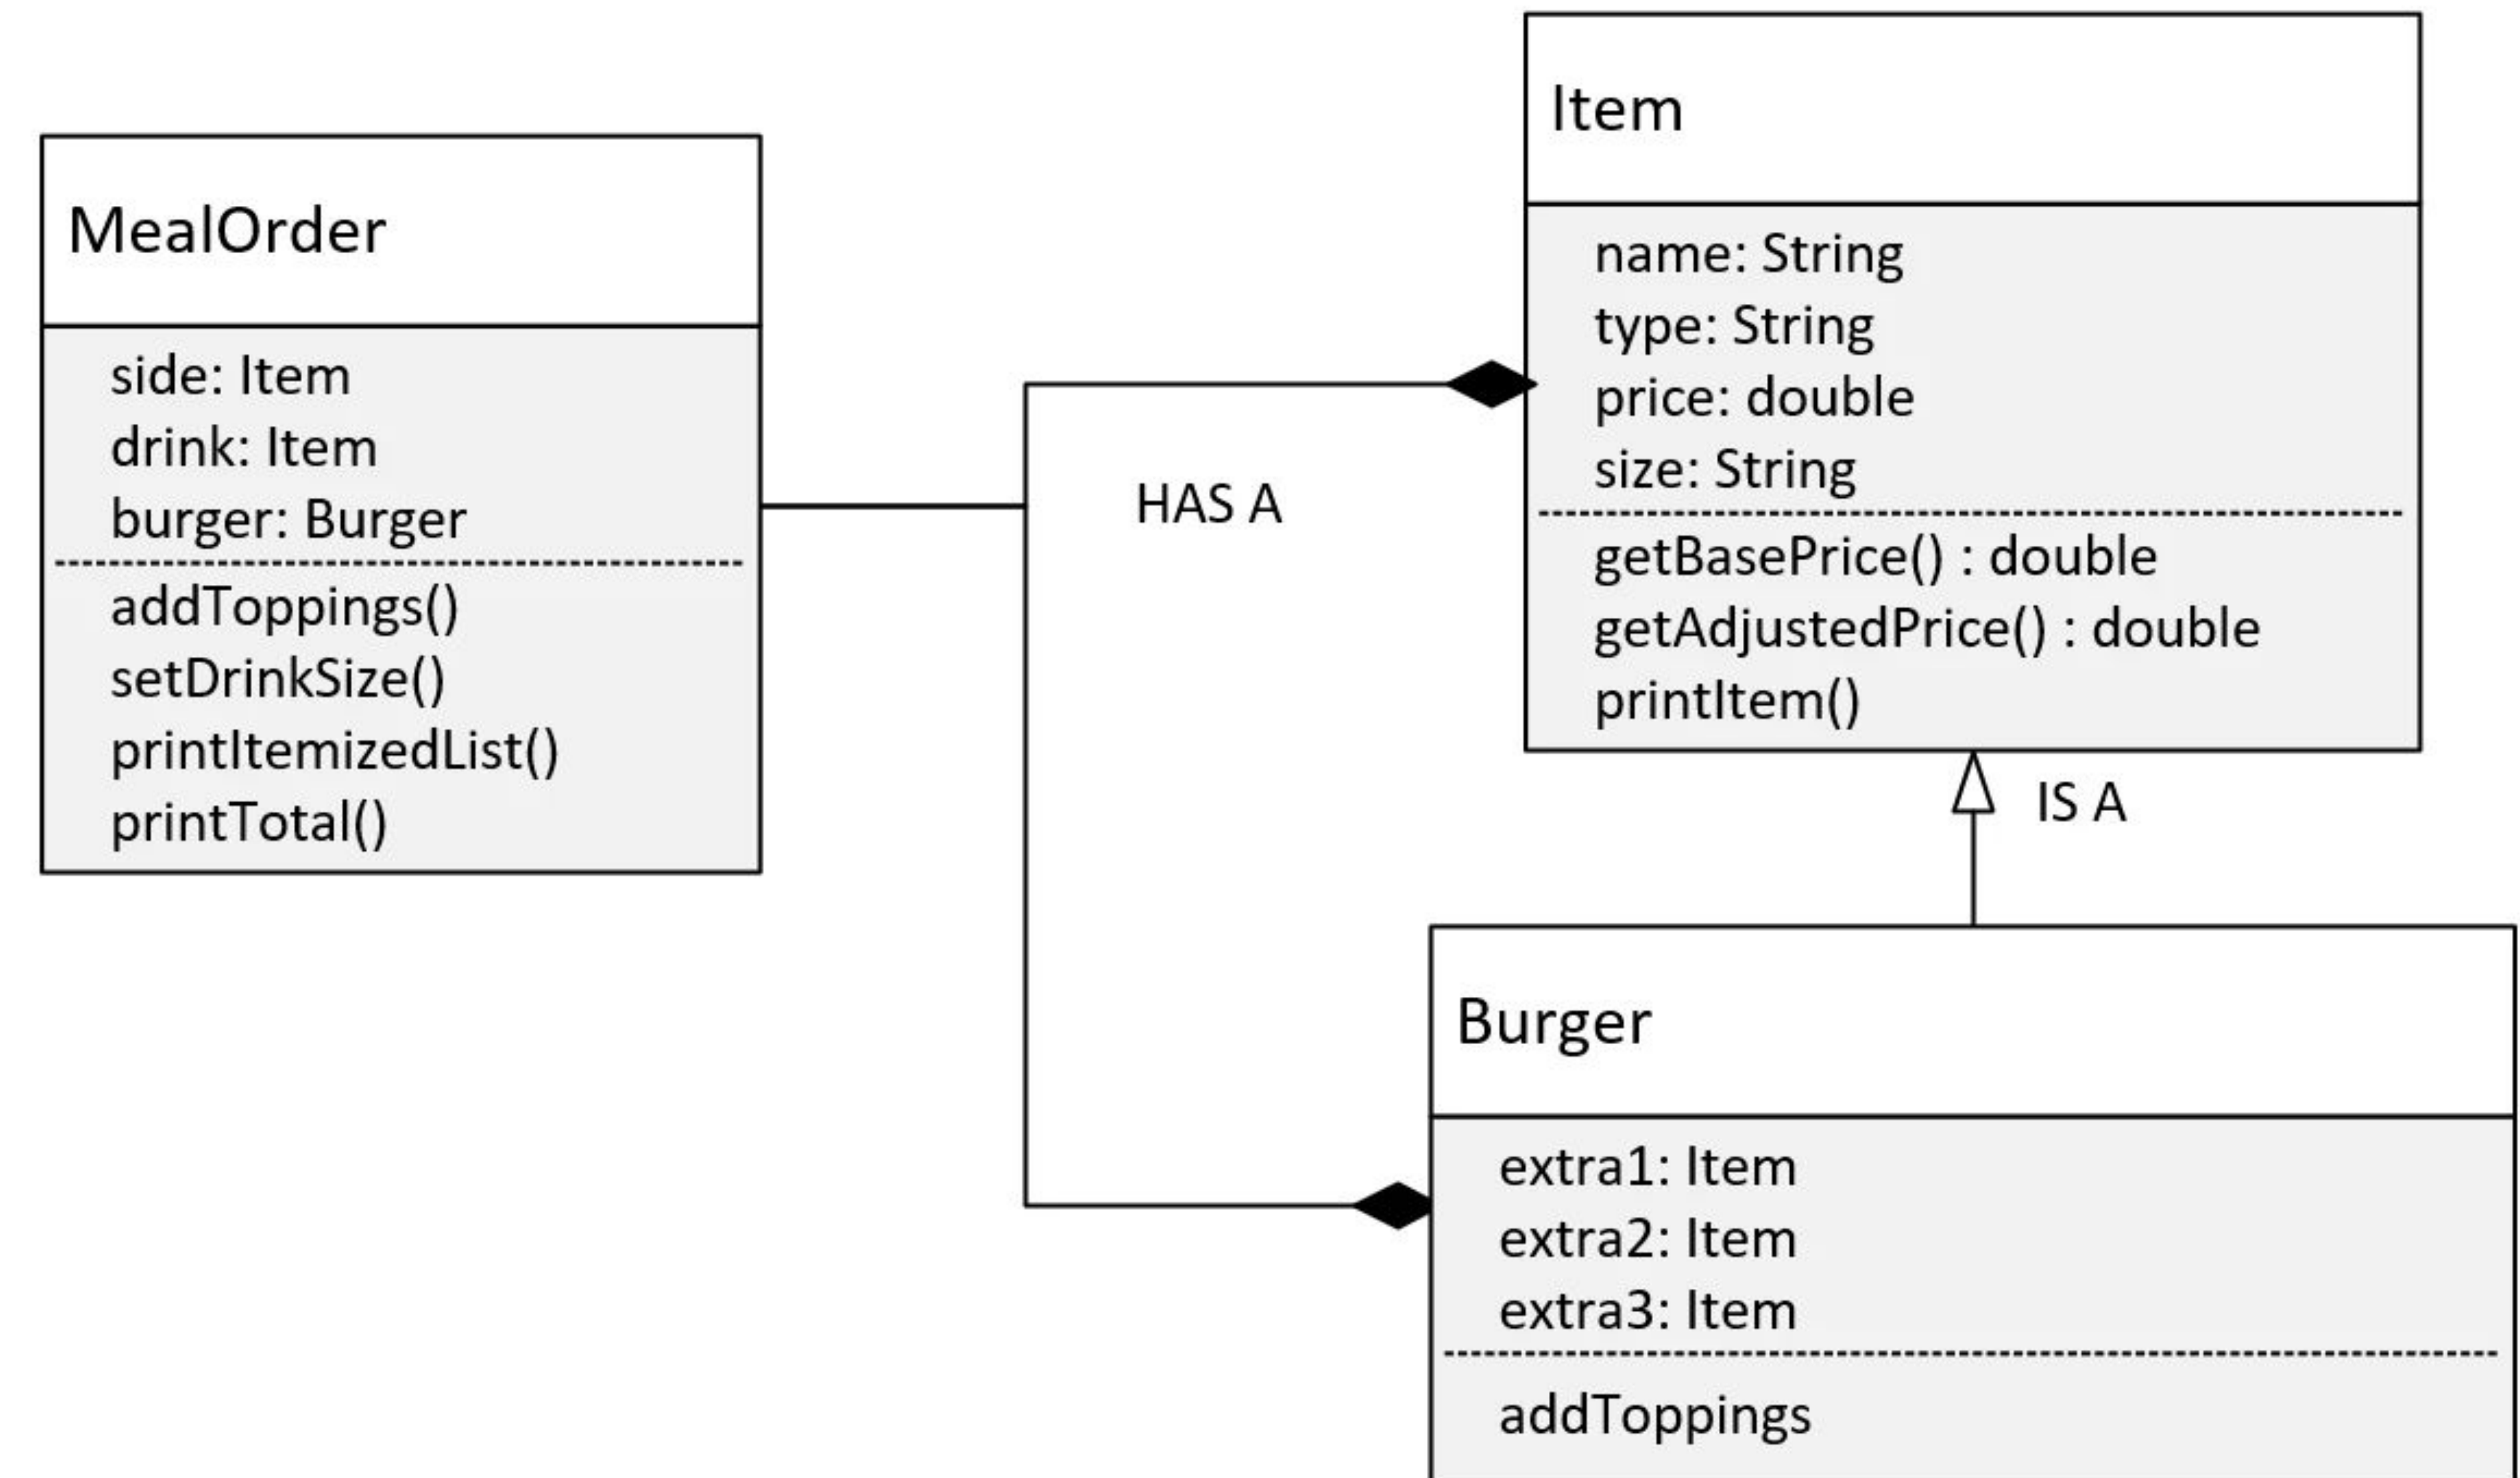 MealOrder
side: Item
drink: Item
burger: Burger
addToppings()
setDrinkSize()
printItemizedList()
printTotal()
HAS A
Item
name: String
type: String
price: double
size: String
getBasePrice() : double
getAdjustedPrice() : double
printItem()
IS A
Burger
extra1: Item
extra2: Item
extra3: Item
addToppings